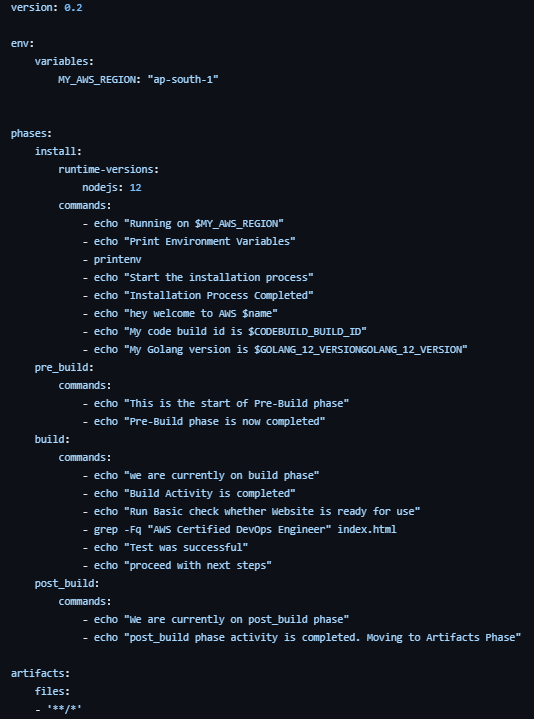 version: 0.2
env:
variables:
MY_AWS_REGION: "ap-south-1"
phases:
install:
runtime-versions:
nodejs: 12
commands:
- echo "Running on $MY_AWS_REGION"
- echo "Print Environment Variables"
- printenv
- echo "Start the installation process"
- echo "Installation Process Completed"
- echo "hey welcome to AWS $name"
- echo "My code build id is $CODEBUILD_BUILD_ID"
- echo "My Golang version is $GOLANG_12_VERSIONGOLANG_12_VERSION"
pre_build:
commands:
- echo "This is the start of Pre-Build phase"
- echo "Pre-Build phase is now completed"
build:
commands:
- echo "we are currently on build phase"
- echo "Build Activity is completed"
- echo "Run Basic check whether Website is ready for use"
- grep -Fq "AWS Certified DevOps Engineer" index.html
- echo "Test was successful"
- echo "proceed with next steps"
post_build:
commands:
- echo "We are currently on post_build phase"
- echo "post_build phase activity is completed. Moving to Artifacts Phase"
artifacts:
files:
- '**/*'